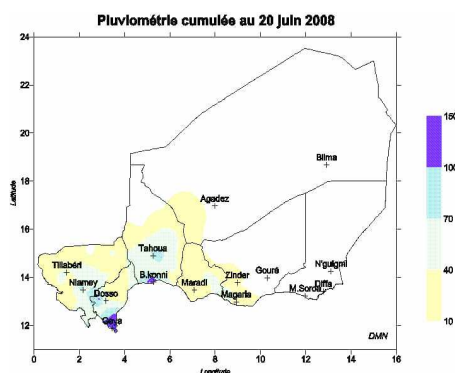 Pluviométrie cumulée au 20 juin 2008
24
22
20
18
16
14
12
Latitude
0 2 4 6 8 10 12 14 16
Longitude
Bilma
Agadez
Tahoua
Tillabéri
B.konni
N'guigmi
Zinder
Gouré
Niamey
Maradi
Diffa
Dosso
Magaria
M.Soroa
Gaya
DMN
150
100
70
40
10